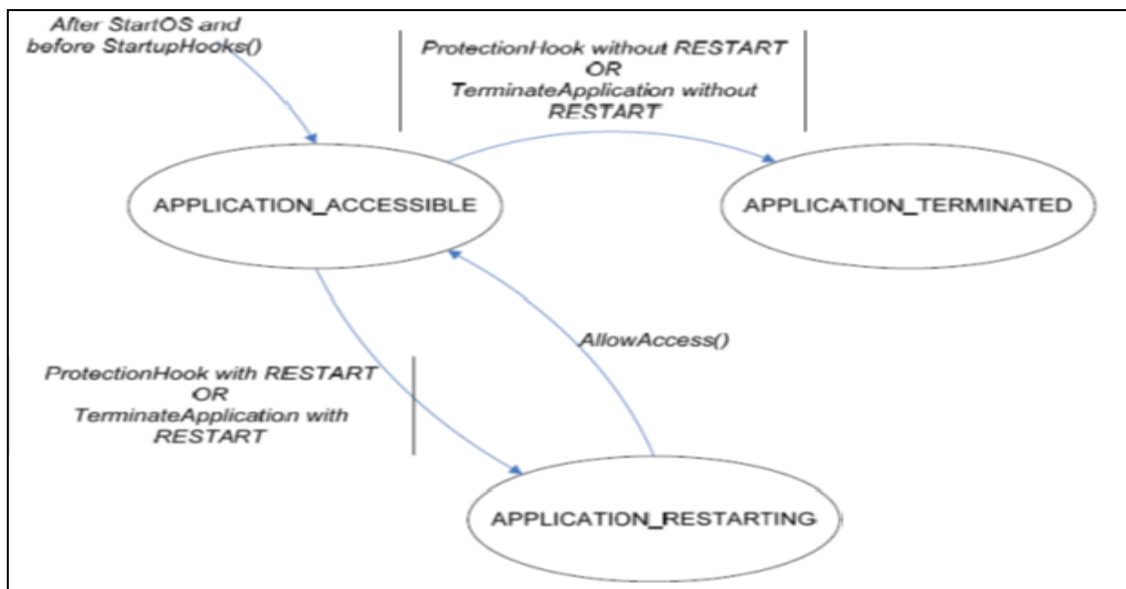 After StartOS and
before StartupHooks()
ProtectionHook without RESTART
OR
TerminateApplication without
RESTART
APPLICATION_ACCESSIBLE
APPLICATION_TERMINATED
AllowAccess()
ProtectionHook with RESTART
OR
TerminateApplication with
RESTART
APPLICATION_RESTARTING